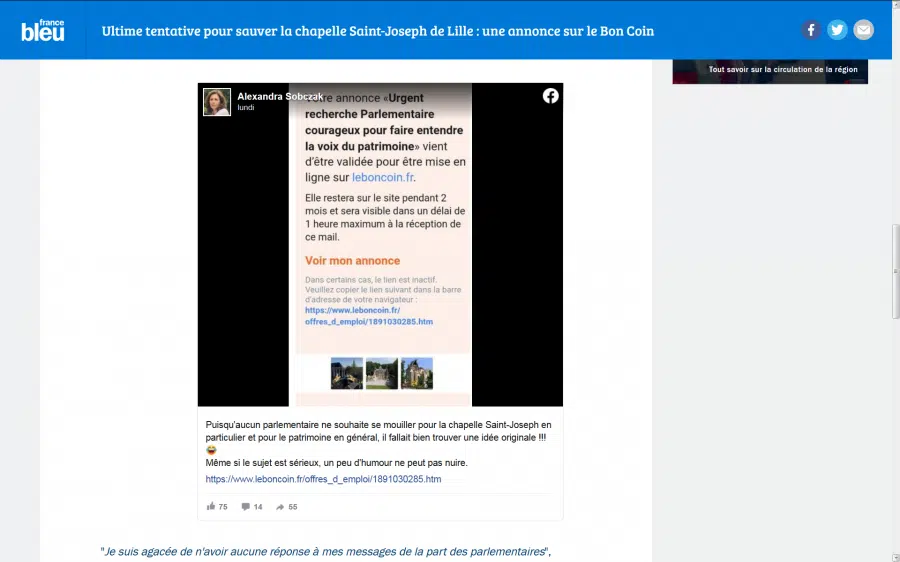 france
bleu
Ultime tentative pour sauver la chapelle Saint-Joseph de Lille : une annonce sur le Bon Coin
Tout savoir sur la circulation de la région
Alexandra Sobczak
lundi
annonce «Urgent
recherche Parlementaire
courageux pour faire entendre
la voix du patrimoine» vient
d'être validée pour être mise en
ligne sur leboncoin.fr.
Elle restera sur le site pendant 2
mois et sera visible dans un délai de
1 heure maximum à la réception de
ce mail.
Voir mon annonce
Dans certains cas, le lien est inactif.
Veuillez copier le lien suivant dans la barre
d'adresse de votre navigateur :
https://www.leboncoin.fr/
offres_d_emploi/1891030285.htm
Puisqu'aucun parlementaire ne souhaite se mouiller pour la chapelle Saint-Joseph en
particulier et pour le patrimoine en général, il fallait bien trouver une idée originale !!!
😂
Même si le sujet est sérieux, un peu d'humour ne peut pas nuire.
https://www.leboncoin.fr/offres_d_emploi/1891030285.htm
75 14 55
"Je suis agacée de n'avoir aucune réponse à mes messages de la part des parlementaires",